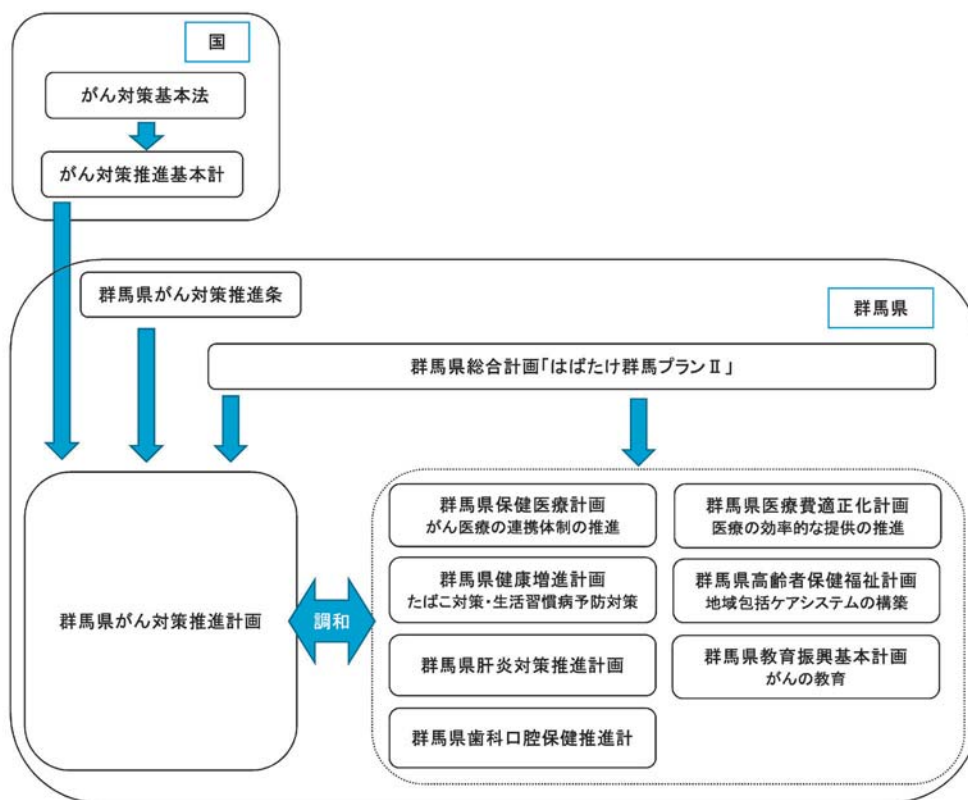 国
がん対策基本法
がん対策推進基本計
群馬県がん対策推進条
群馬県
群馬県総合計画「はばたけ群馬プランⅡ」
群馬県がん対策推進計画
調和
群馬県保健医療計画
がん医療の連携体制の推進
群馬県健康増進計画
たばこ対策・生活習慣病予防対策
群馬県肝炎対策推進計画
群馬県歯科口腔保健推進計
群馬県医療費適正化計画
医療の効率的な提供の推進
群馬県高齢者保健福祉計画
地域包括ケアシステムの構築
群馬県教育振興基本計画
がんの教育